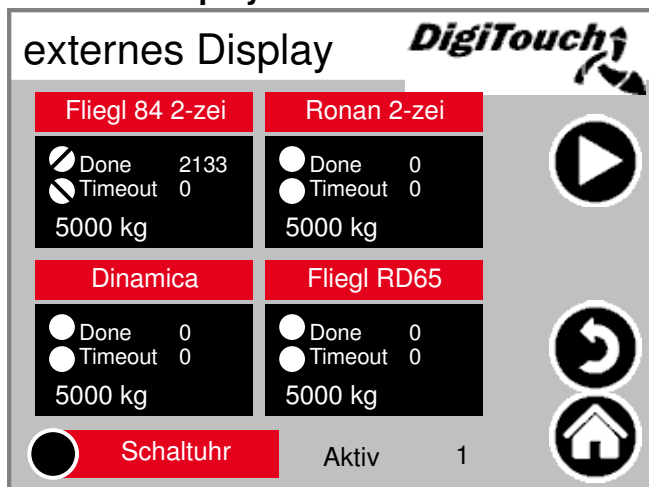 externes Display
DigiTouch
Fliegl 84 2-zei
Ronan 2-zei
Done 2133
Timeout 0
5000 kg
Done 0
Timeout 0
5000 kg
Dinamica
Fliegl RD65
Done 0
Timeout 0
5000 kg
Done 0
Timeout 0
5000 kg
Schaltuhr
Aktiv 1